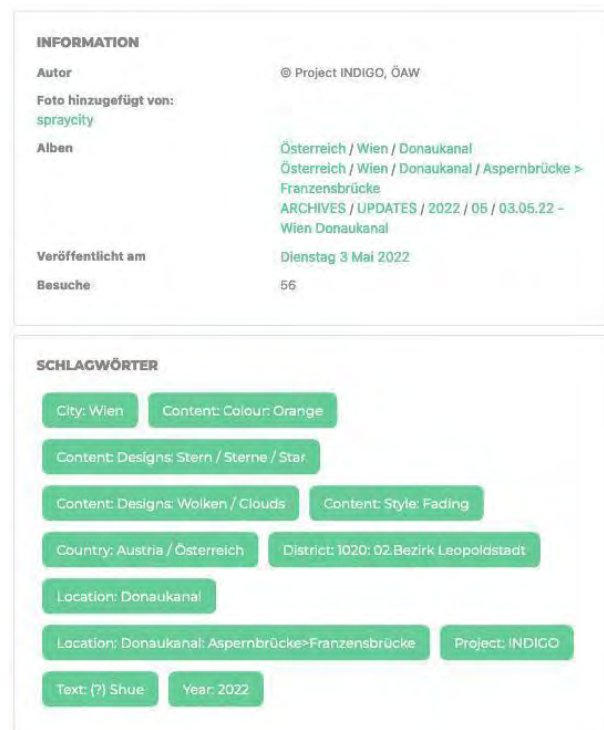 INFORMATION
Autor © Project INDIGO, ÖAW
Foto hinzugefügt von:
spraycity
Alben Österreich / Wien / Donaukanal
Österreich / Wien / Donaukanal / Aspernbrücke >
Franzensbrücke
ARCHIVES / UPDATES / 2022 / 05 / 03.05.22 –
Wien Donaukanal
Veröffentlicht am Dienstag 3 Mai 2022
Besuche 56
SCHLAGWÖRTER
City: Wien Content: Colour: Orange
Content: Designs: Stern / Sterne / Star
Content: Designs: Wolken / Clouds Content: Style: Fading
Country: Austria / Österreich District: 1020: 02.Bezirk Leopoldstadt
Location: Donaukanal
Location: Donaukanal: Aspernbrücke>Franzensbrücke Project: INDIGO
Text: (?) Shue Year: 2022